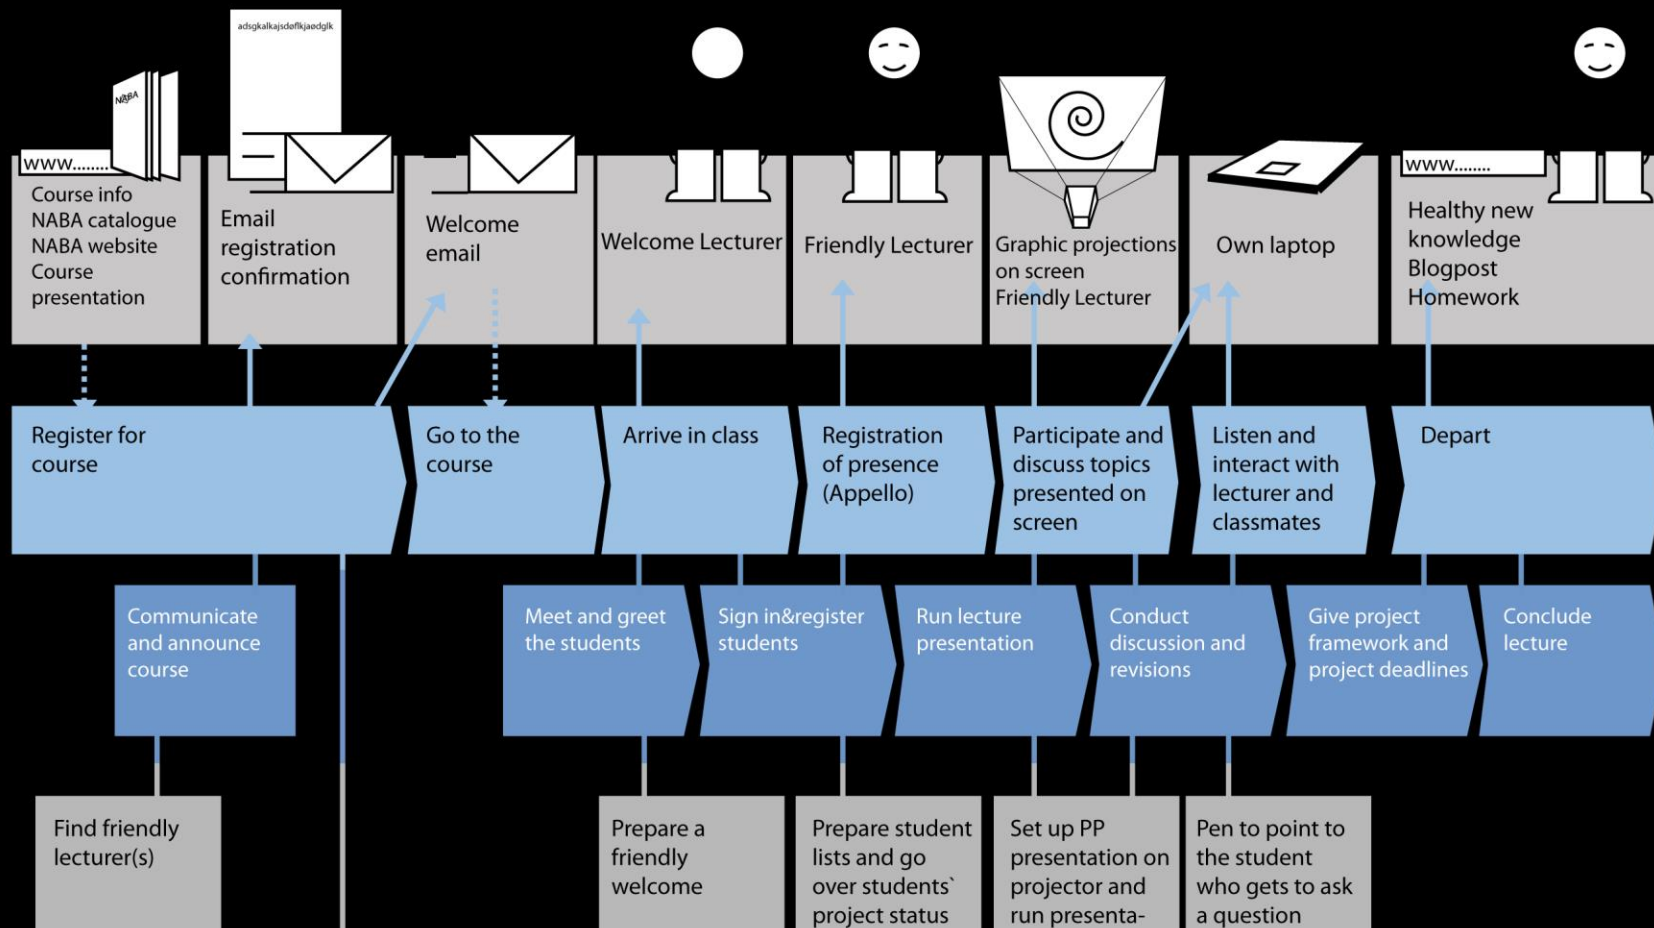 adsgkalkajsdøflkjaødglk
NABA
www........
Course info
NABA catalogue
NABA website
Course
presentation
Email
registration
confirmation
Welcome
email
Welcome Lecturer
Friendly Lecturer
Graphic projections
on screen
Friendly Lecturer
Own laptop
www........
Healthy new
knowledge
Blogpost
Homework
Register for
course
Go to the
course
Arrive in class
Registration
of presence
(Appello)
Participate and
discuss topics
presented on
screen
Listen and
interact with
lecturer and
classmates
Depart
Communicate
and announce
course
Meet and greet
the students
Sign in&register
students
Run lecture
presentation
Conduct
discussion and
revisions
Give project
framework and
project deadlines
Conclude
lecture
Find friendly
lecturer(s)
Prepare a
friendly
welcome
Prepare student
lists and go
over students`
project status
Set up PP
presentation on
projector and
run presenta-
Pen to point to
the student
who gets to ask
a question